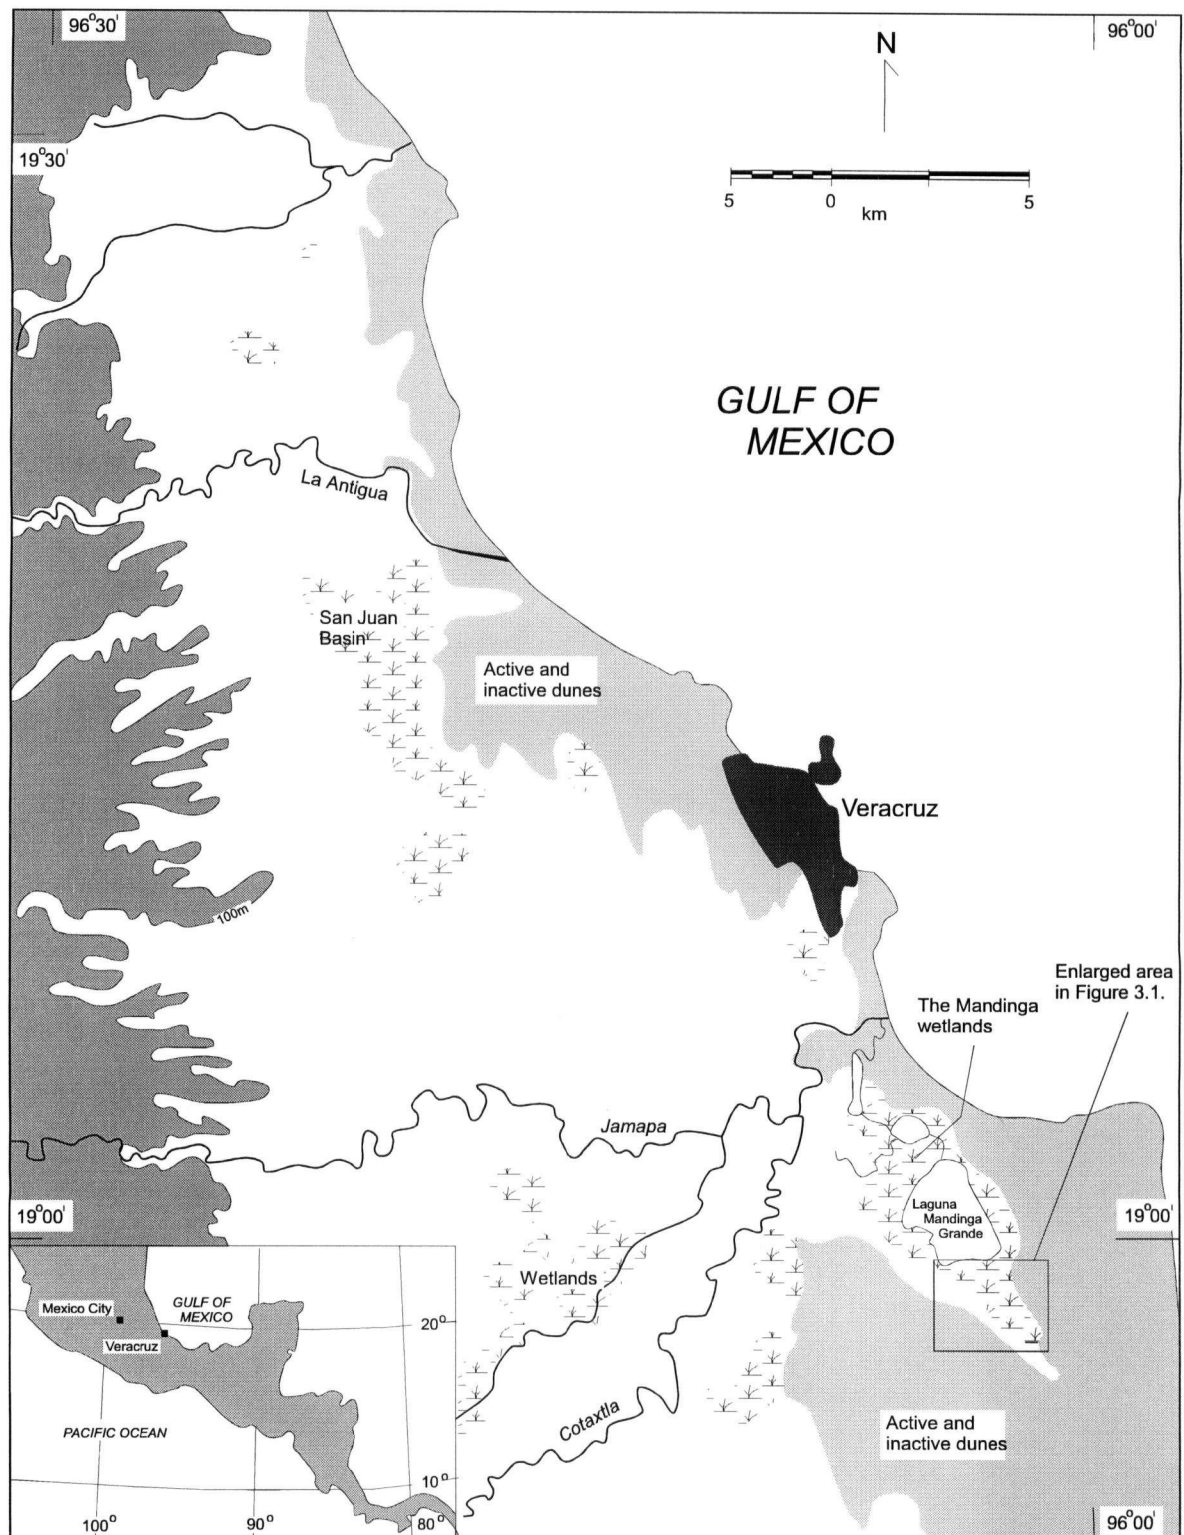 96°30'
96°00'
N
19°30'
5 0 5
km
GULF OF
MEXICO
La Antigua
San Juan
Basin
Active and
inactive dunes
Veracruz
100m
Enlarged area
in Figure 3.1.
The Mandinga
wetlands
Jamapa
19°00'
19°00'
Laguna
Mandinga
Grande
Wetlands
Mexico City
GULF OF
MEXICO
20°
Veracruz
Cotaxtla
PACIFIC OCEAN
Active and
inactive dunes
10°
100°
90°
80°
96°00'